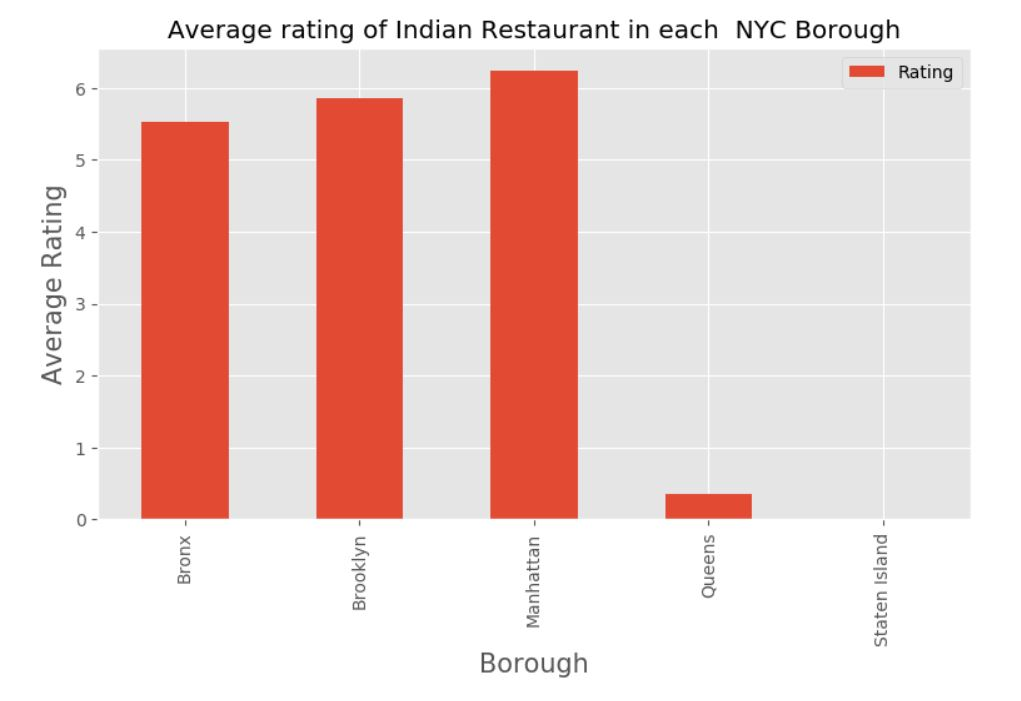 Average rating of Indian Restaurant in each  NYC Borough
Rating
Average Rating
6
5
4
3
2
1
0
Bronx
Brooklyn
Manhattan
Queens
Staten Island
Borough